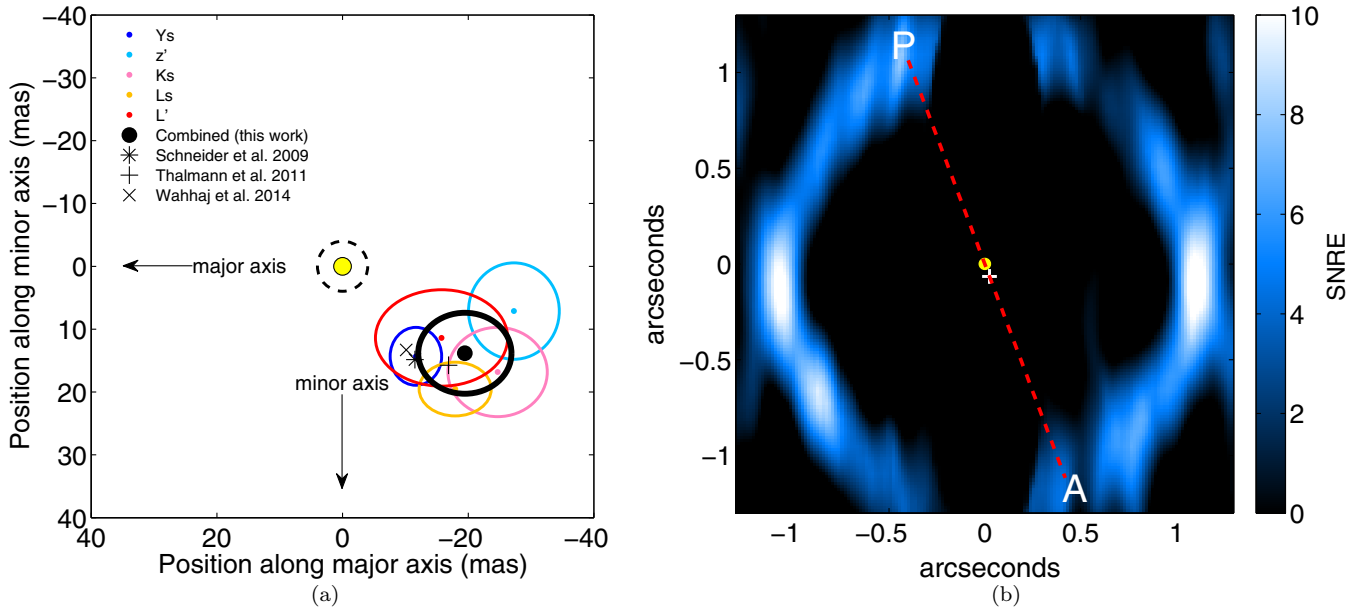 −40
−30
−20
−10
0
10
20
30
40
Position along minor axis (mas)
Ys
z'
Ks
Ls
L'
Combined (this work)
Schneider et al. 2009
Thalmann et al. 2011
Wahhaj et al. 2014
major axis
minor axis
40 20 0 −20 −40
Position along major axis (mas)
(a)
arcseconds
1
0.5
0
−0.5
−1
P
A
−1 −0.5 0 0.5 1
arcseconds
(b)
10
8
6
4
2
0
SNRE